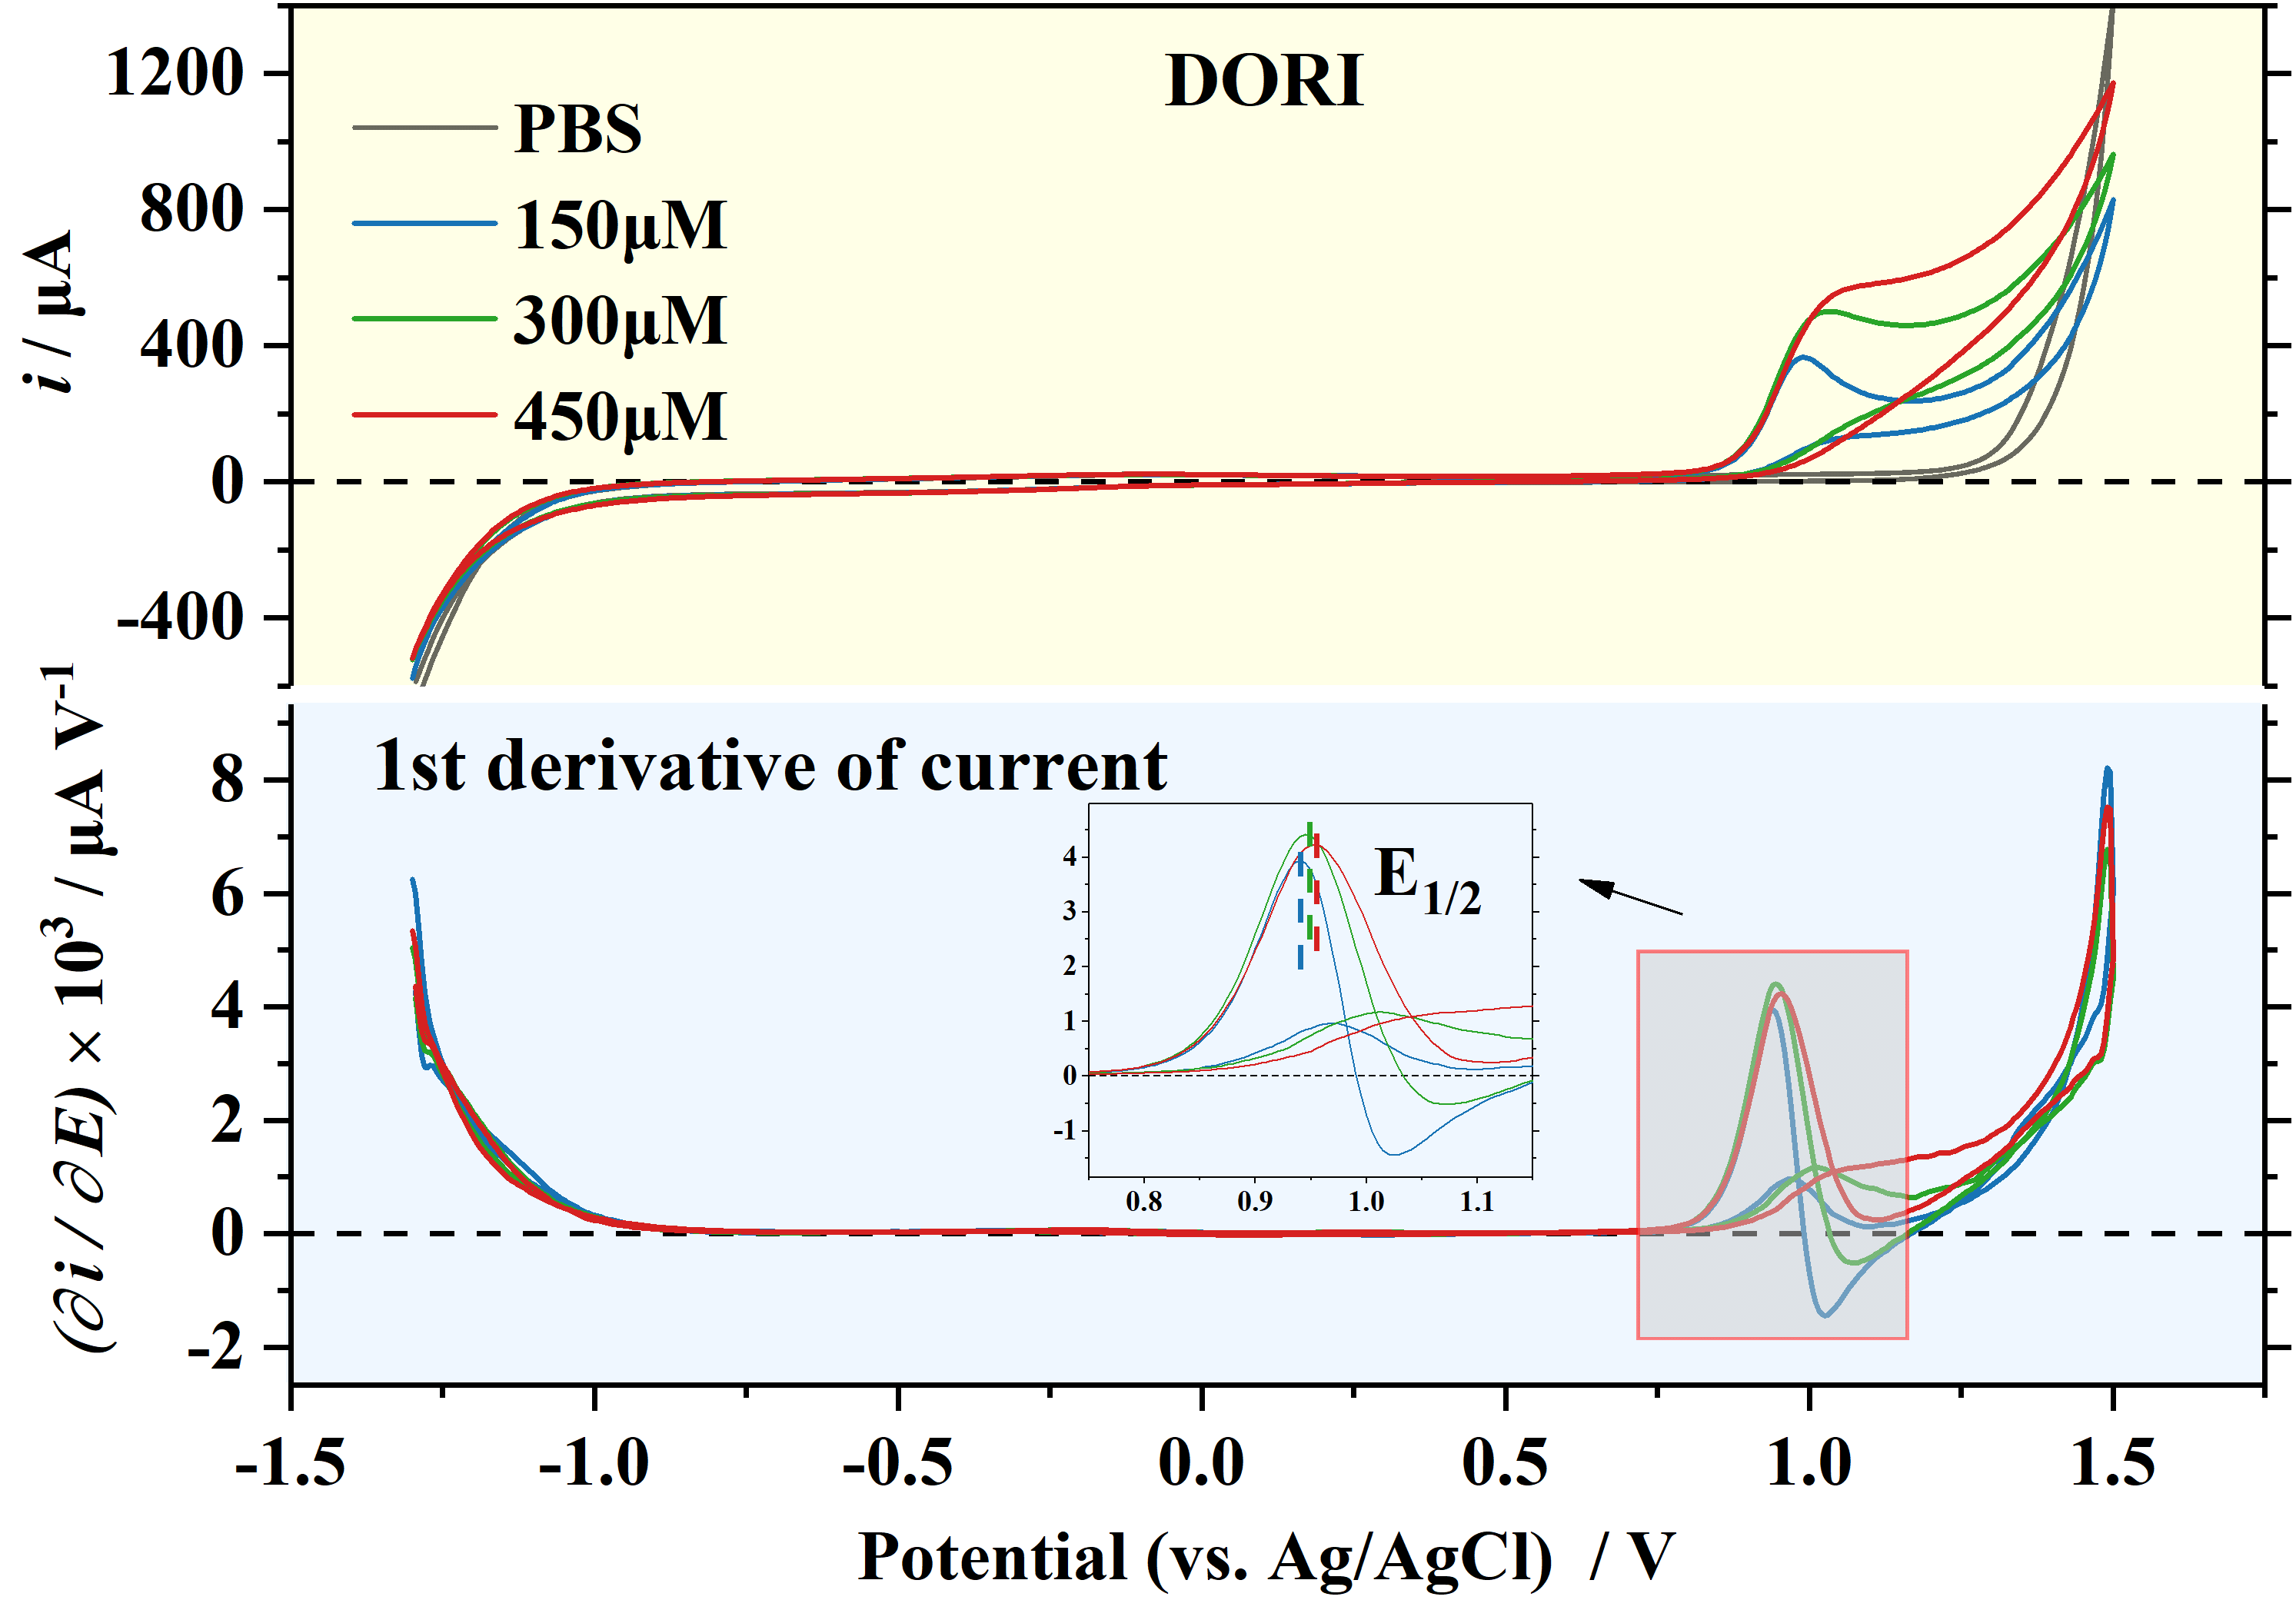 DORI
PBS
150μM
300μM
450μM
1200
800
400
0
-400
i / μA
1st derivative of current
8
6
4
2
0
-2
(∂i / ∂E) × 10³ / μA V⁻¹
E1/2
4
3
2
1
0
-1
0.8 0.9 1.0 1.1
-1.5 -1.0 -0.5 0.0 0.5 1.0 1.5
Potential (vs. Ag/AgCl) / V